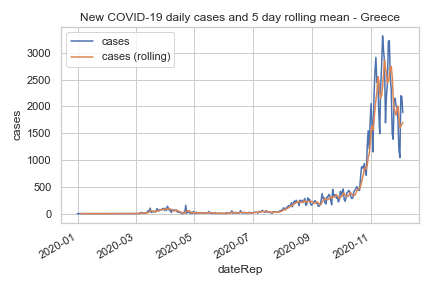 New COVID-19 daily cases and 5 day rolling mean - Greece
cases
cases (rolling)
3000
2500
2000
1500
1000
500
0
cases
2020-01
2020-03
2020-05
2020-07
2020-09
2020-11
dateRep